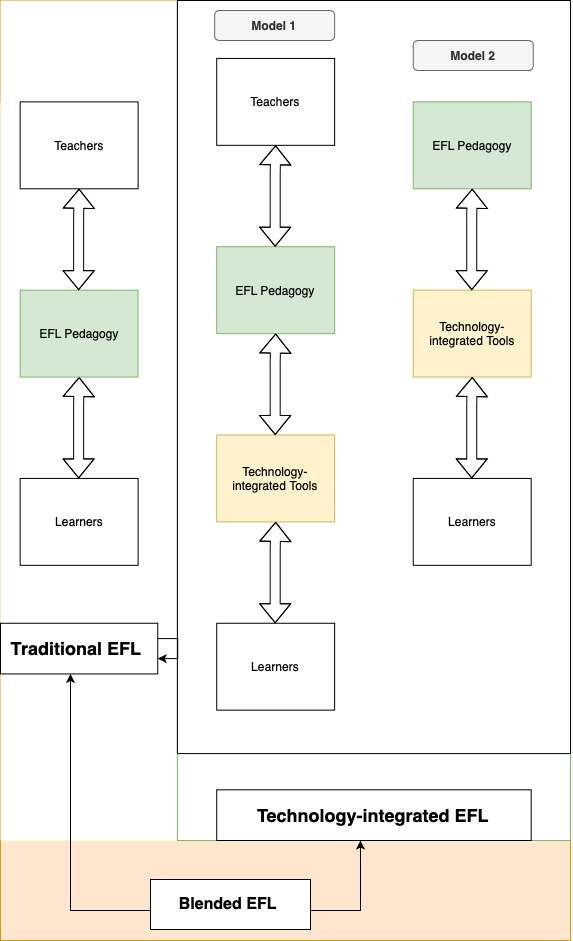 Teachers
EFL Pedagogy
Learners
Traditional EFL
Model 1
Teachers
EFL Pedagogy
Technology-
integrated Tools
Learners
Model 2
EFL Pedagogy
Technology-
integrated Tools
Learners
Technology-integrated EFL
Blended EFL